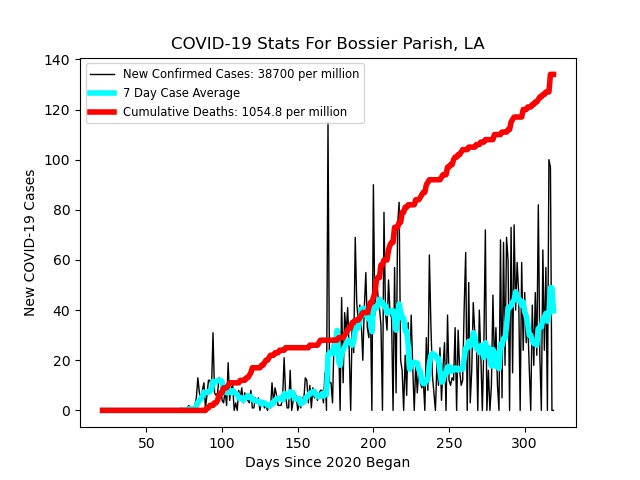 COVID-19 Stats For Bossier Parish, LA
New Confirmed Cases: 38700 per million
7 Day Case Average
Cumulative Deaths: 1054.8 per million
New COVID-19 Cases
140
120
100
80
60
40
20
0
50
100
150
200
250
300
Days Since 2020 Began